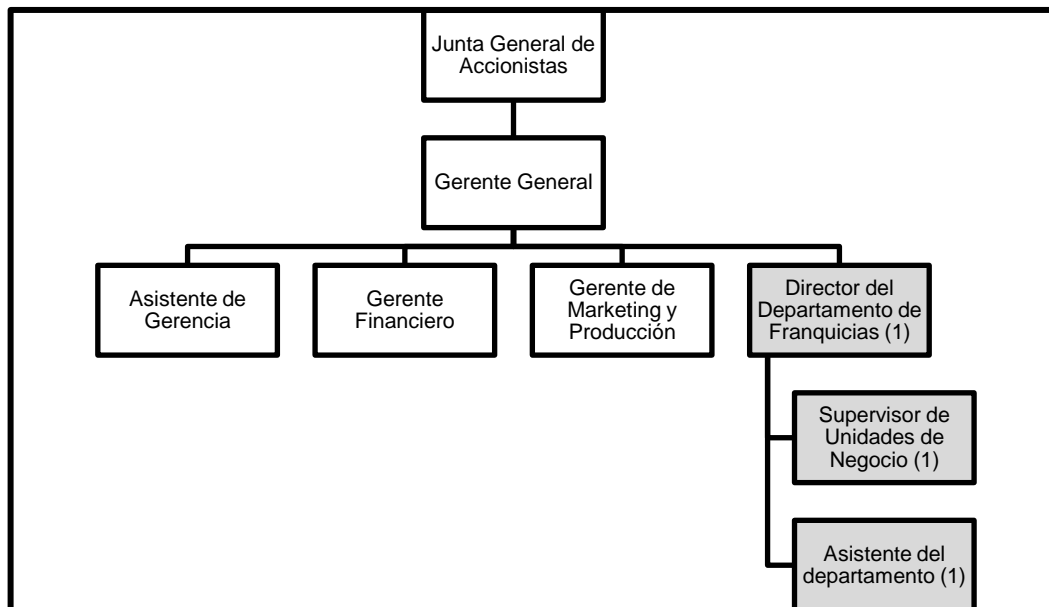 Junta General de
Accionistas
Gerente General
Asistente de
Gerencia
Gerente
Financiero
Gerente de
Marketing y
Producción
Director del
Departamento de
Franquicias (1)
Supervisor de
Unidades de
Negocio (1)
Asistente del
departamento (1)